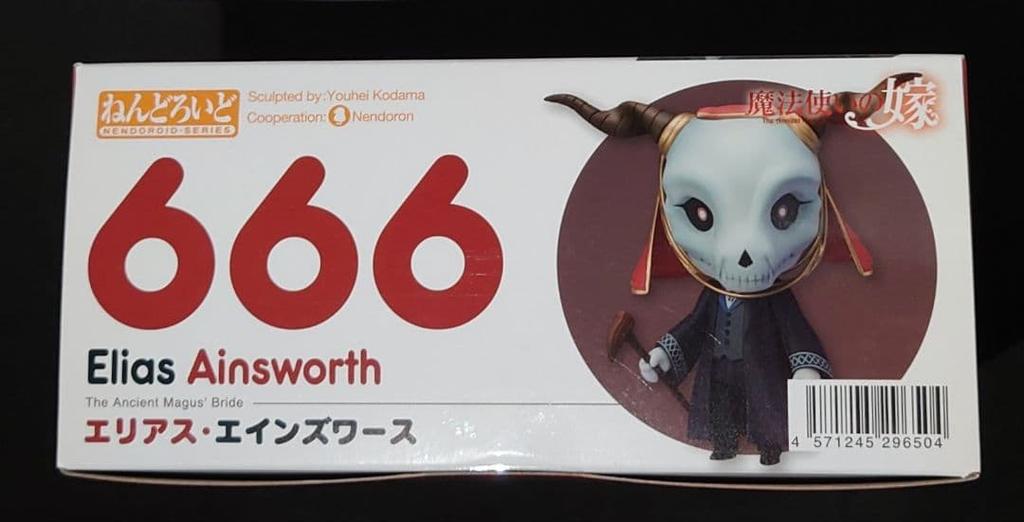 ねんどろいど
NENDOROID-SERIES
Sculpted by:Youhei Kodama
Cooperation: Nendoron
666
Elias Ainsworth
The Ancient Magus' Bride
エリアス・エインズワース
魔法使いの嫁
The Ancient
4 571245 296504